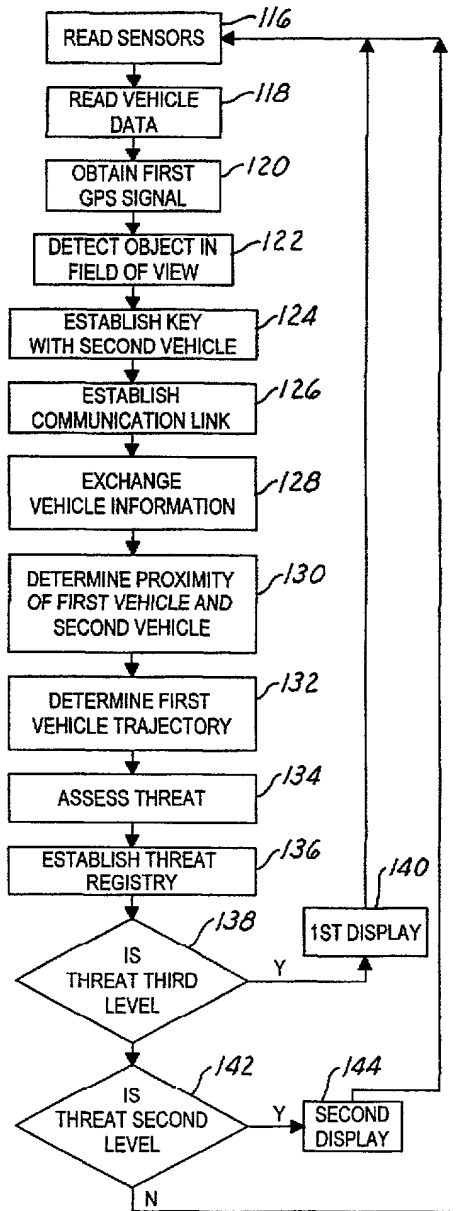 116
READ SENSORS
118
READ VEHICLE
DATA
120
OBTAIN FIRST
GPS SIGNAL
122
DETECT OBJECT IN
FIELD OF VIEW
124
ESTABLISH KEY
WITH SECOND VEHICLE
126
ESTABLISH
COMMUNICATION LINK
128
EXCHANGE
VEHICLE INFORMATION
130
DETERMINE PROXIMITY
OF FIRST VEHICLE AND
SECOND VEHICLE
132
DETERMINE FIRST
VEHICLE TRAJECTORY
134
ASSESS THREAT
136
ESTABLISH THREAT
REGISTRY
138
IS
THREAT THIRD
LEVEL
Y
140
1ST DISPLAY
142
IS
THREAT SECOND
LEVEL
Y
144
SECOND
DISPLAY
N